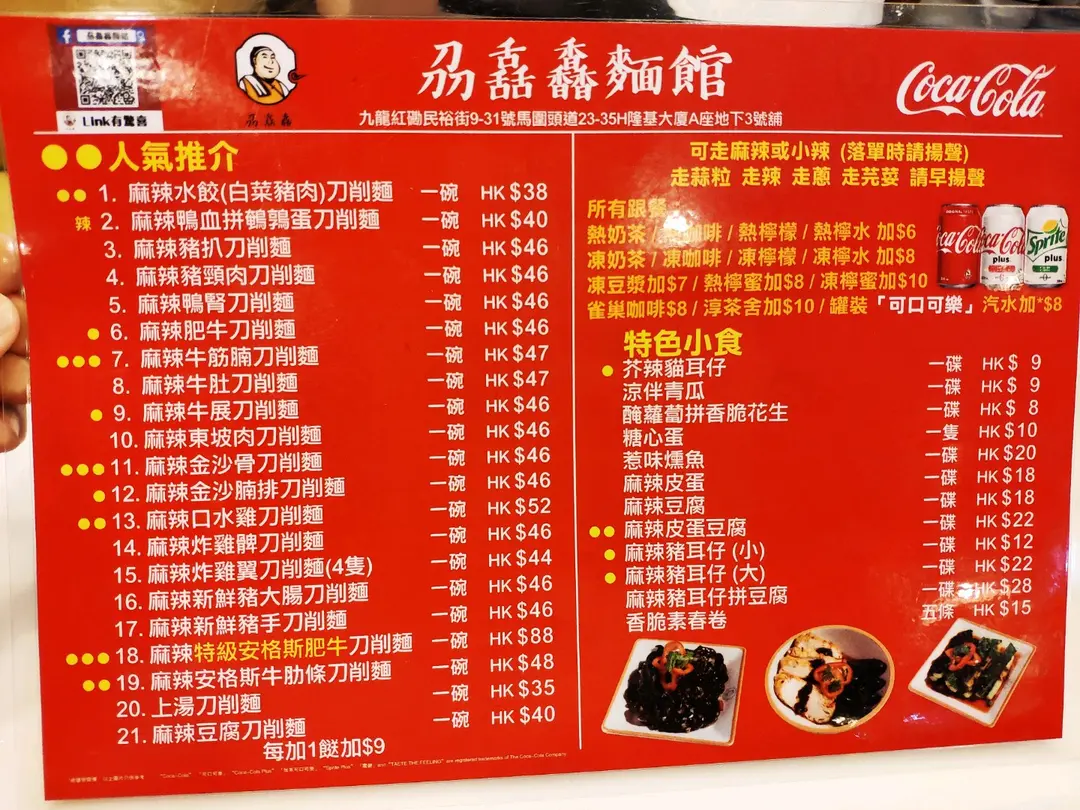 Link有驚喜
刕舙馫麵館
Coca-Cola
九龍紅磡民裕街9-31號馬圍頭道23-35H隆基大廈A座地下3號舖
人氣推介
1. 麻辣水餃(白菜豬肉)刀削麵 一碗 HK $38
辣 2. 麻辣鴨血拼鵪鶉蛋刀削麵 一碗 HK $40
3. 麻辣豬扒刀削麵 一碗 HK $46
4. 麻辣豬頸肉刀削麵 一碗 HK $46
5. 麻辣鴨腎刀削麵 一碗 HK $46
6. 麻辣肥牛刀削麵 一碗 HK $46
7. 麻辣牛筋腩刀削麵 一碗 HK $47
8. 麻辣牛肚刀削麵 一碗 HK $47
9. 麻辣牛展刀削麵 一碗 HK $46
10. 麻辣東坡肉刀削麵 一碗 HK $46
11. 麻辣金沙骨刀削麵 一碗 HK $46
12. 麻辣金沙腩排刀削麵 一碗 HK $46
13. 麻辣口水雞刀削麵 一碗 HK $52
14. 麻辣炸雞髀刀削麵 一碗 HK $46
15. 麻辣炸雞翼刀削麵(4隻) 一碗 HK $44
16. 麻辣新鮮豬大腸刀削麵 一碗 HK $46
17. 麻辣新鮮豬手刀削麵 一碗 HK $46
18. 麻辣特級安格斯肥牛刀削麵 一碗 HK $88
19. 麻辣安格斯牛肋條刀削麵 一碗 HK $48
20. 上湯刀削麵 一碗 HK $35
21. 麻辣豆腐刀削麵 一碗 HK $40
每加1餸加$9
可走麻辣或小辣 (落單時請揚聲)
走蒜粒 走辣 走蔥 走芫荽 請早揚聲
所有跟餐
熱奶茶 / 熱咖啡 / 熱檸檬 / 熱檸水 加$6
凍奶茶 / 凍咖啡 / 凍檸檬 / 凍檸水 加$8
凍豆漿加$7 / 熱檸蜜加$8 / 凍檸蜜加$10
雀巢咖啡$8 / 淳茶舍加$10 / 罐裝「可口可樂」汽水加*$8
特色小食
芥辣貓耳仔 一碟 HK $ 9
涼伴青瓜 一碟 HK $ 9
醃蘿蔔拼香脆花生 一碟 HK $ 8
糖心蛋 一隻 HK $10
惹味燻魚 一碟 HK $20
麻辣皮蛋 一碟 HK $18
麻辣豆腐 一碟 HK $18
麻辣皮蛋豆腐 一碟 HK $22
麻辣豬耳仔 (小) 一碟 HK $12
麻辣豬耳仔 (大) 一碟 HK $22
麻辣豬耳仔拼豆腐 一碟 HK $28
香脆素春卷 五條 HK $15